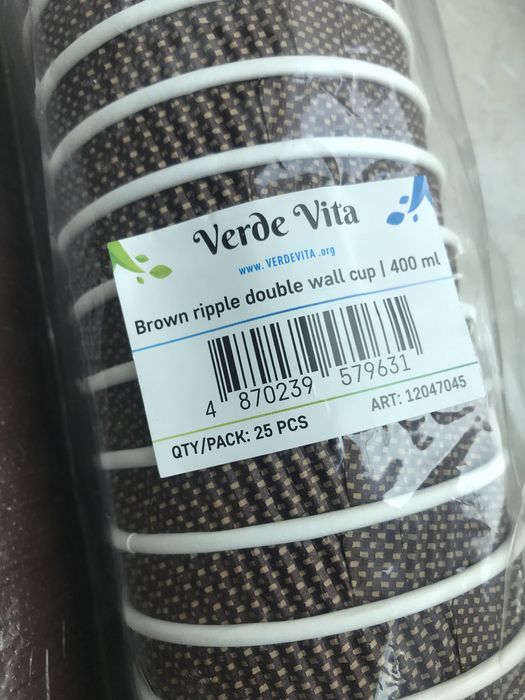 Verde Vita
www. VERDEVITA .org
Brown ripple double wall cup | 400 ml
4 870239 579631
QTY/PACK: 25 PCS
ART: 12047045